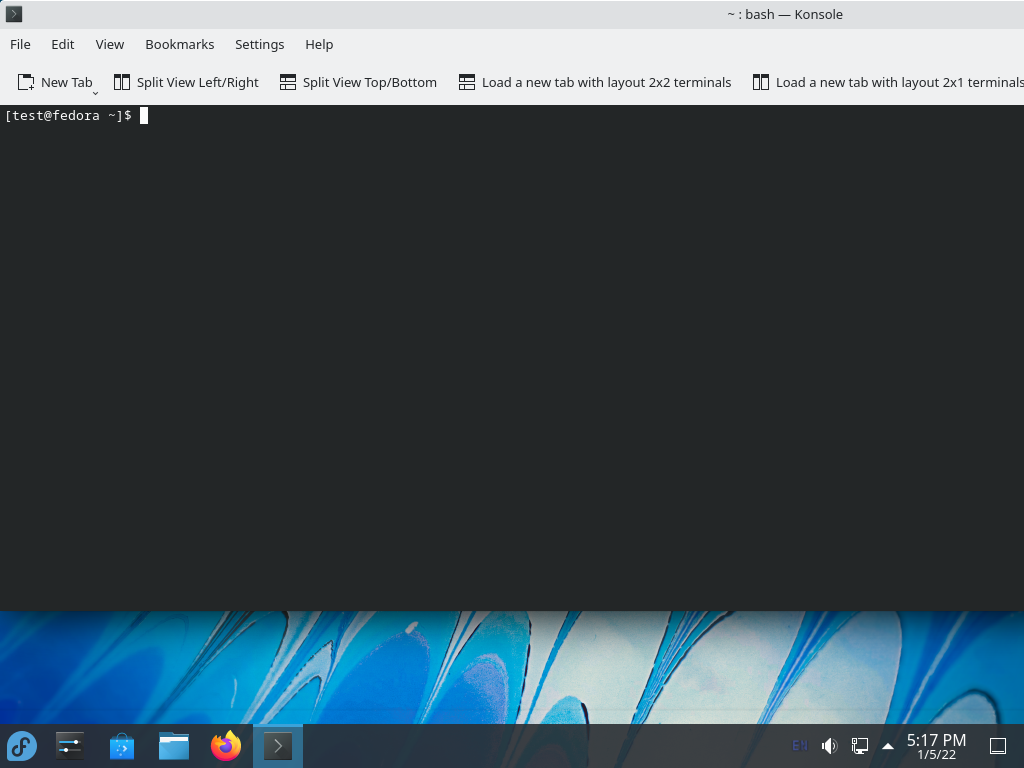 ~ : bash — Konsole
File Edit View Bookmarks Settings Help
New Tab Split View Left/Right Split View Top/Bottom Load a new tab with layout 2x2 terminals Load a new tab with layout 2x1 terminals
[test@fedora ~]$
EN
5:17 PM
1/5/22